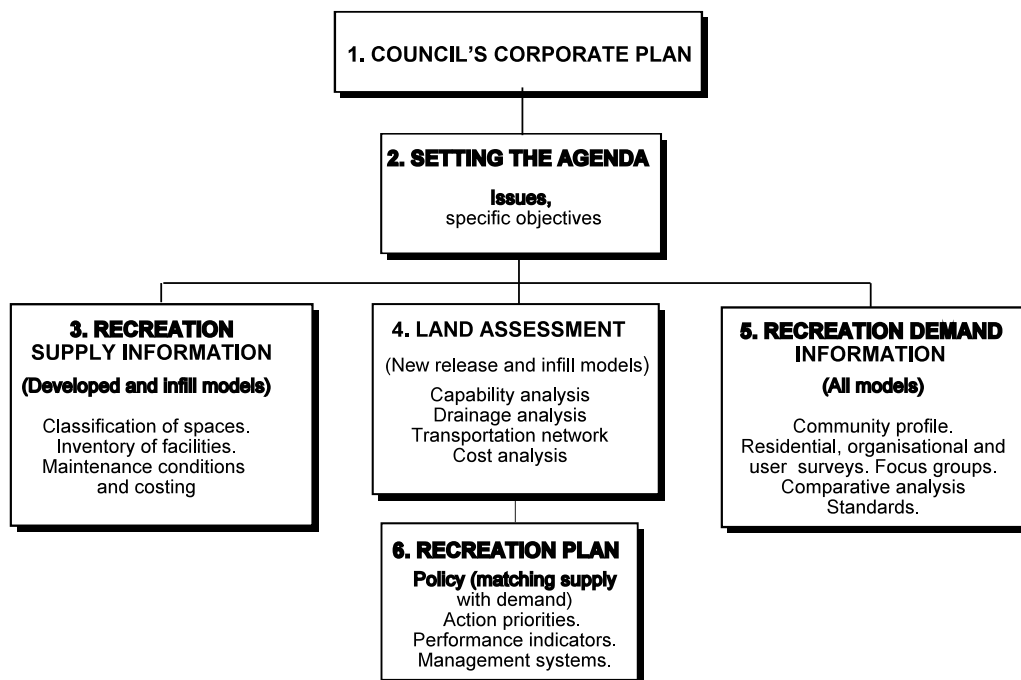 1. COUNCIL'S CORPORATE PLAN
2. SETTING THE AGENDA
Issues,
specific objectives
3. RECREATION
SUPPLY INFORMATION
(Developed and infill models)
Classification of spaces.
Inventory of facilities.
Maintenance conditions
and costing
4. LAND ASSESSMENT
(New release and infill models)
Capability analysis
Drainage analysis
Transportation network
Cost analysis
5. RECREATION DEMAND
INFORMATION
(All models)
Community profile.
Residential, organisational and
user surveys. Focus groups.
Comparative analysis
Standards.
6. RECREATION PLAN
Policy (matching supply
with demand)
Action priorities.
Performance indicators.
Management systems.